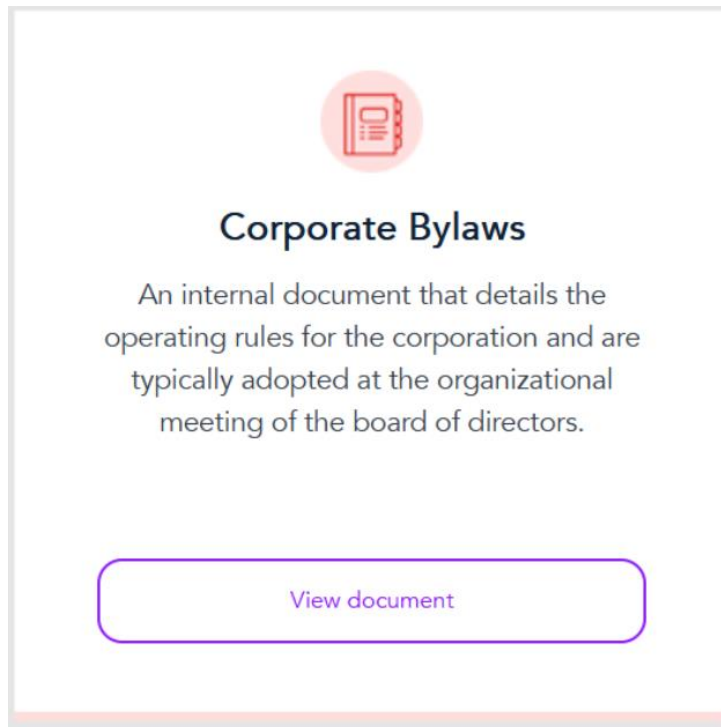 Corporate Bylaws
An internal document that details the
operating rules for the corporation and are
typically adopted at the organizational
meeting of the board of directors.
View document